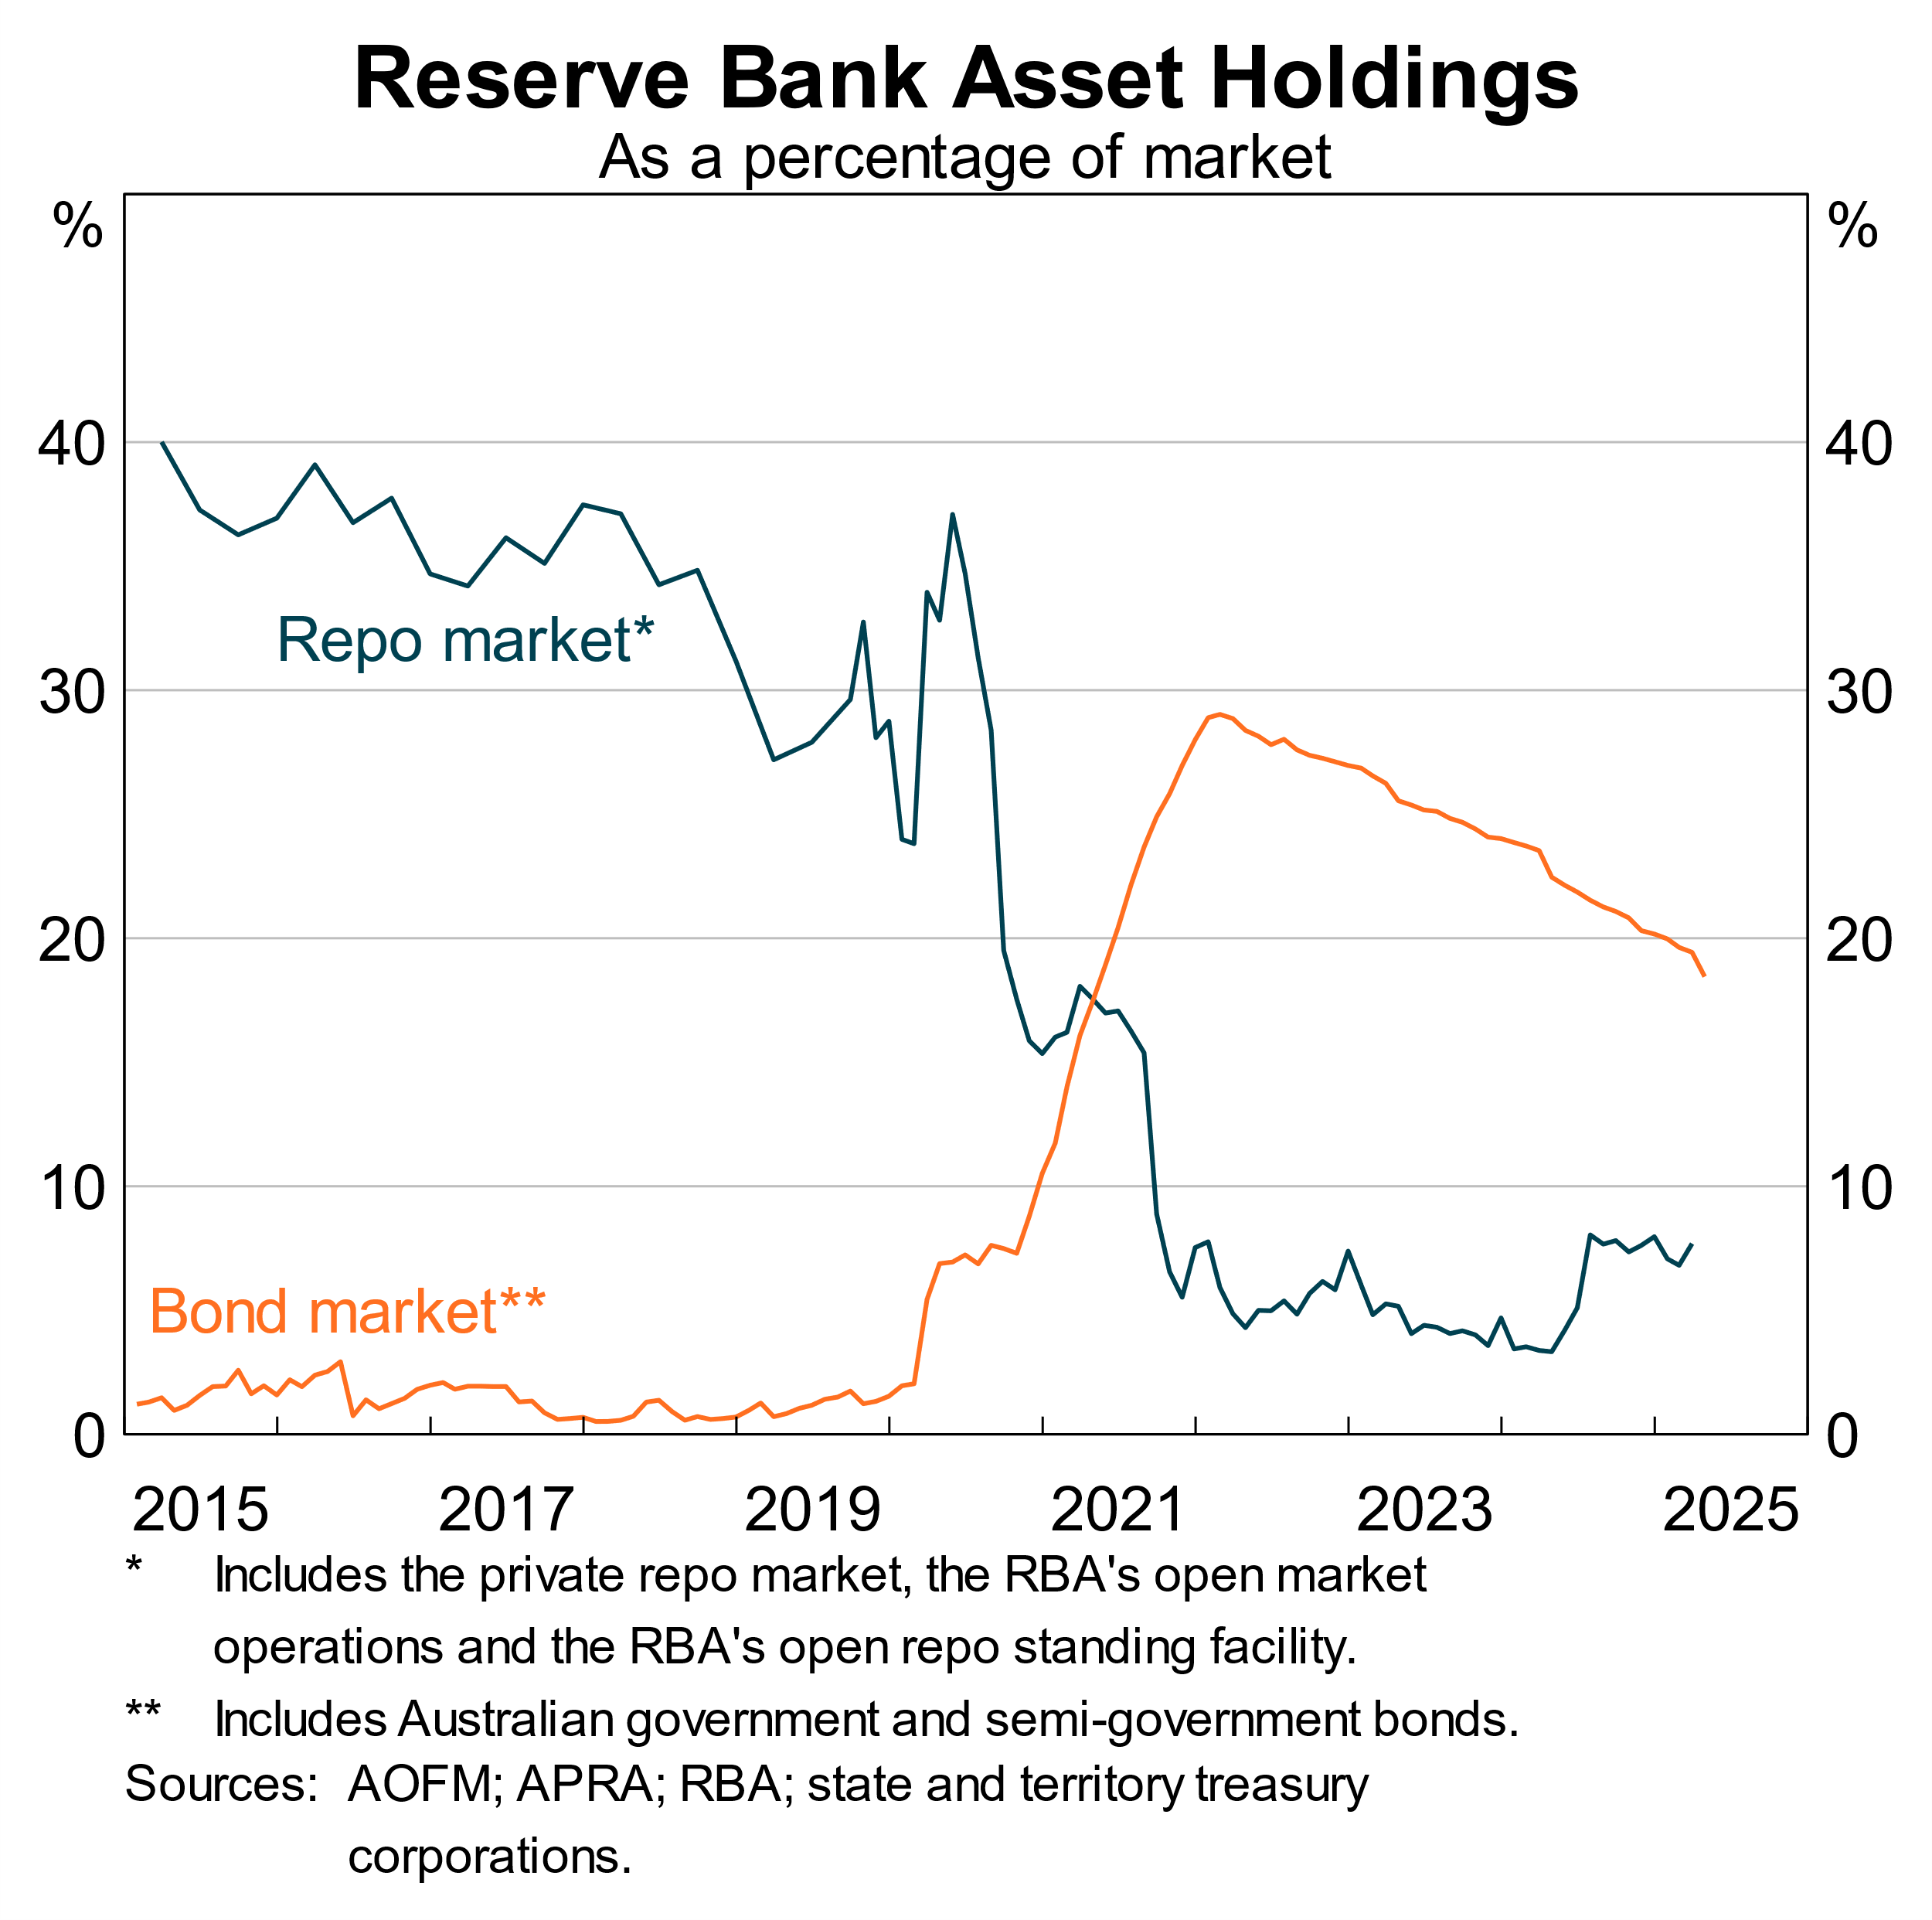 Reserve Bank Asset Holdings
As a percentage of market
% %
40 40
Repo market*
30 30
20 20
10 10
Bond market**
0 0
2015 2017 2019 2021 2023 2025
* Includes the private repo market, the RBA's open market
operations and the RBA's open repo standing facility.
** Includes Australian government and semi-government bonds.
Sources: AOFM; APRA; RBA; state and territory treasury
corporations.